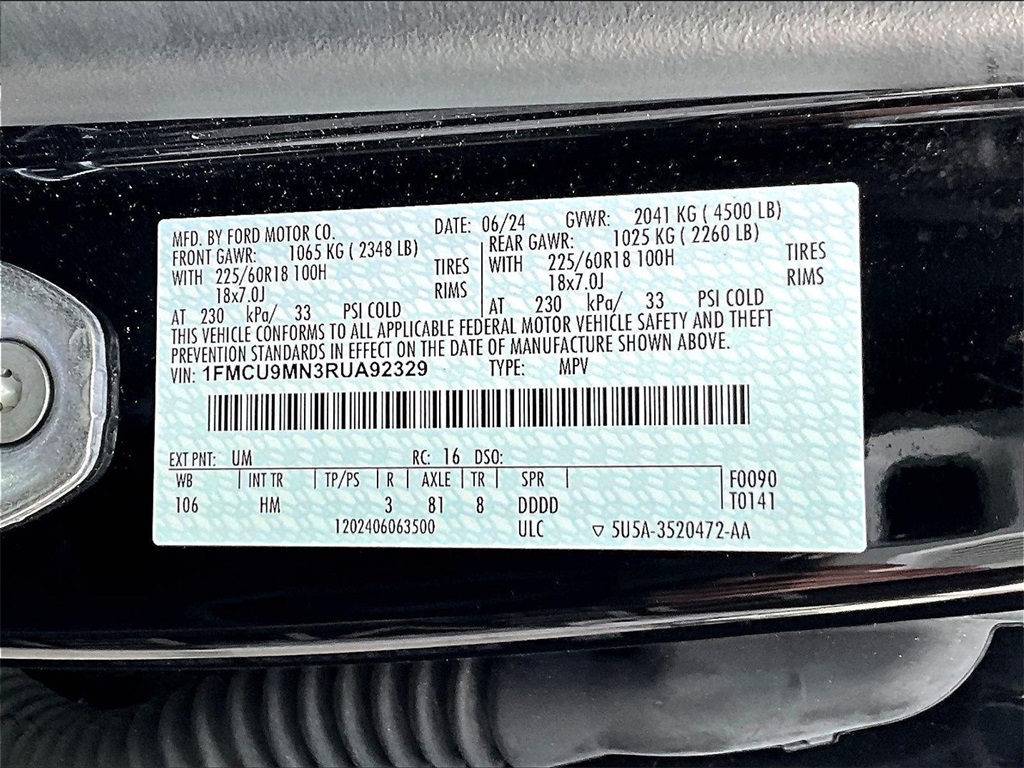 MFD. BY FORD MOTOR CO. DATE: 06/24 GVWR: 2041 KG ( 4500 LB)
FRONT GAWR: 1065 KG ( 2348 LB) REAR GAWR: 1025 KG ( 2260 LB)
WITH 225/60R18 100H TIRES WITH 225/60R18 100H TIRES
18x7.0J RIMS 18x7.0J RIMS
AT 230 kPa/ 33 PSI COLD AT 230 kPa/ 33 PSI COLD
THIS VEHICLE CONFORMS TO ALL APPLICABLE FEDERAL MOTOR VEHICLE SAFETY AND THEFT
PREVENTION STANDARDS IN EFFECT ON THE DATE OF MANUFACTURE SHOWN ABOVE.
VIN: 1FMCU9MN3RUA92329 TYPE: MPV
EXT PNT: UM RC: 16 DSO:
WB INT TR TP/PS R AXLE TR SPR F0090
106 HM 3 81 8 DDDD T0141
1202406063500 ULC ▽ 5U5A-3520472-AA